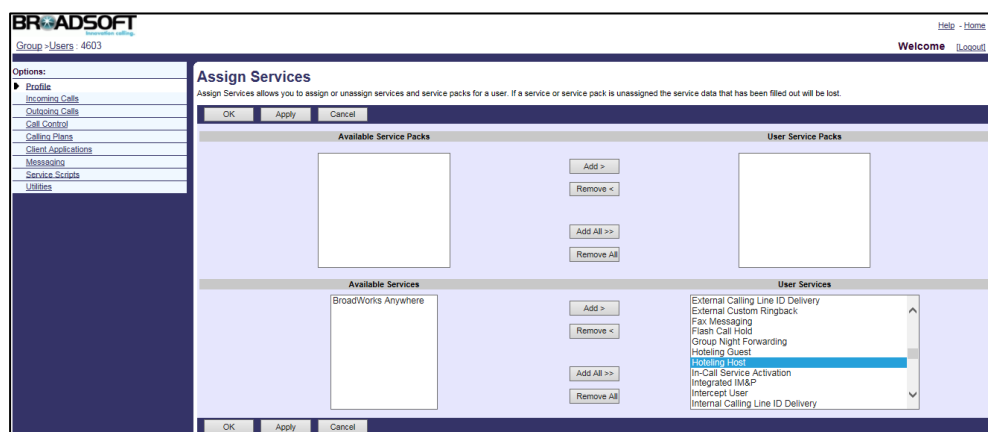 BROADSOFT
innovation calling.
Help - Home
Group >Users : 4603
Welcome [Logout]
Options:
Profile
Incoming Calls
Outgoing Calls
Call Control
Calling Plans
Client Applications
Messaging
Service Scripts
Utilities
Assign Services
Assign Services allows you to assign or unassign services and service packs for a user. If a service or service pack is unassigned the service data that has been filled out will be lost.
OK Apply Cancel
Available Service Packs User Service Packs
Add >
Remove <
Add All >>
Remove All
Available Services User Services
BroadWorks Anywhere
Add >
Remove <
Add All >>
Remove All
External Calling Line ID Delivery
External Custom Ringback
Fax Messaging
Flash Call Hold
Group Night Forwarding
Hoteling Guest
Hoteling Host
In-Call Service Activation
Integrated IM&P
Intercept User
Internal Calling Line ID Delivery
OK Apply Cancel